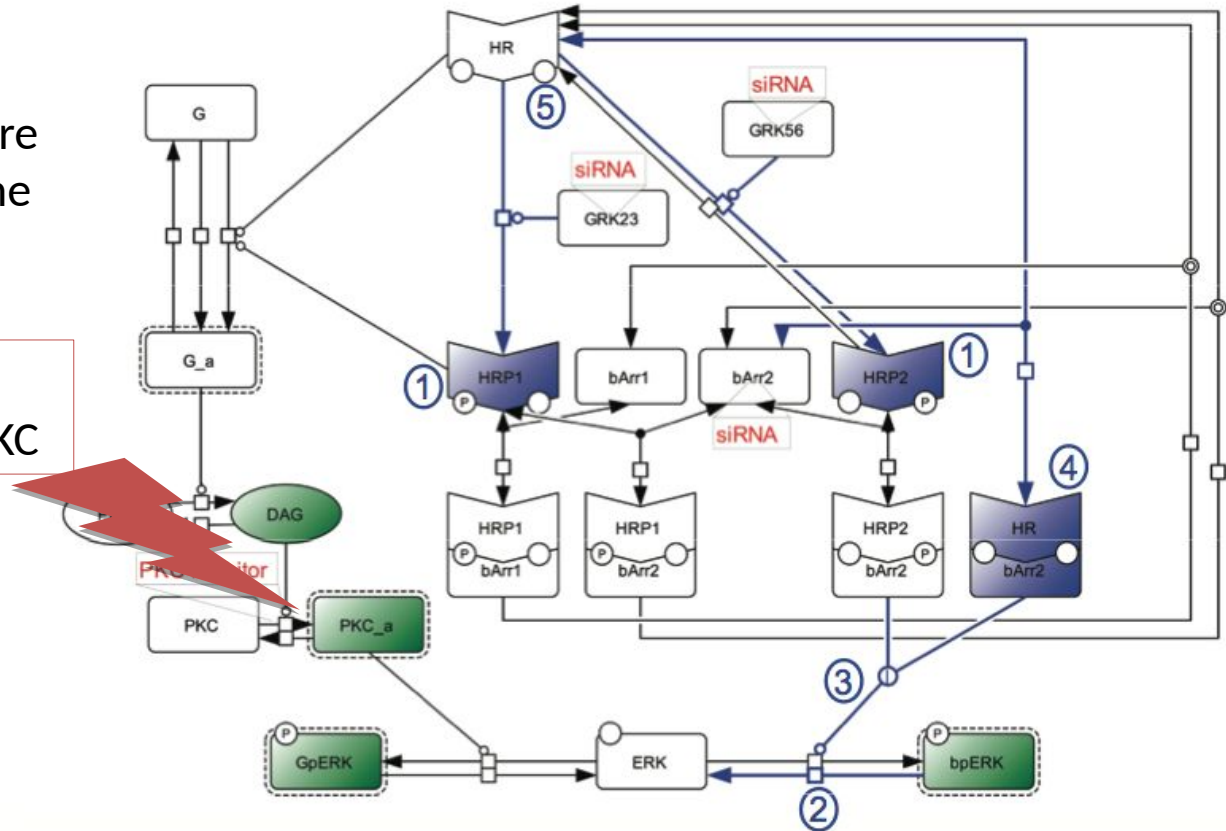 HR
5
siRNA
GRK56
G
re
ne
siRNA
GRK23
G_a
1
HRP1
P
bArr1
bArr2
HRP2
P
1
siRNA
KC
4
DAG
HRP1
P
bArr1
HRP1
P
bArr2
HRP2
P
bArr2
HR
bArr2
PKC
PKC_a
3
P
GpERK
ERK
P
bpERK
2